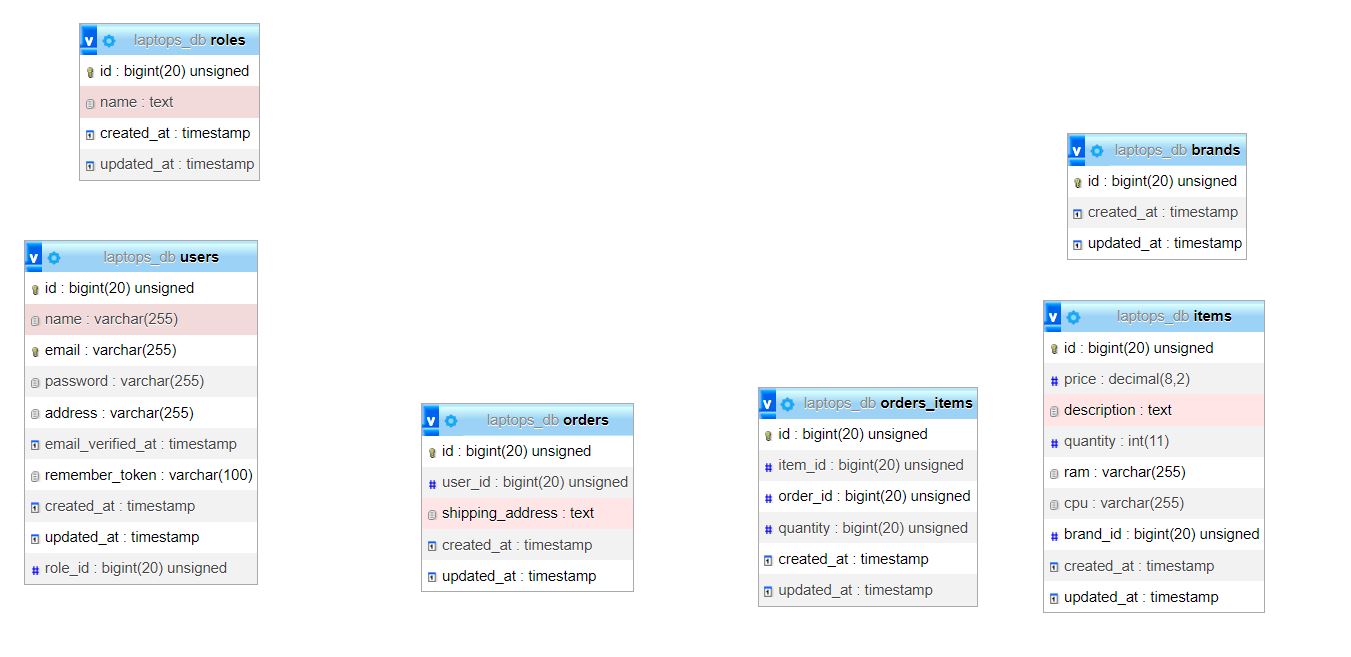 laptops_db roles
id : bigint(20) unsigned
name : text
created_at : timestamp
updated_at : timestamp
laptops_db users
id : bigint(20) unsigned
name : varchar(255)
email : varchar(255)
password : varchar(255)
address : varchar(255)
email_verified_at : timestamp
remember_token : varchar(100)
created_at : timestamp
updated_at : timestamp
role_id : bigint(20) unsigned
laptops_db orders
id : bigint(20) unsigned
user_id : bigint(20) unsigned
shipping_address : text
created_at : timestamp
updated_at : timestamp
laptops_db orders_items
id : bigint(20) unsigned
item_id : bigint(20) unsigned
order_id : bigint(20) unsigned
quantity : bigint(20) unsigned
created_at : timestamp
updated_at : timestamp
laptops_db brands
id : bigint(20) unsigned
created_at : timestamp
updated_at : timestamp
laptops_db items
id : bigint(20) unsigned
price : decimal(8,2)
description : text
quantity : int(11)
ram : varchar(255)
cpu : varchar(255)
brand_id : bigint(20) unsigned
created_at : timestamp
updated_at : timestamp